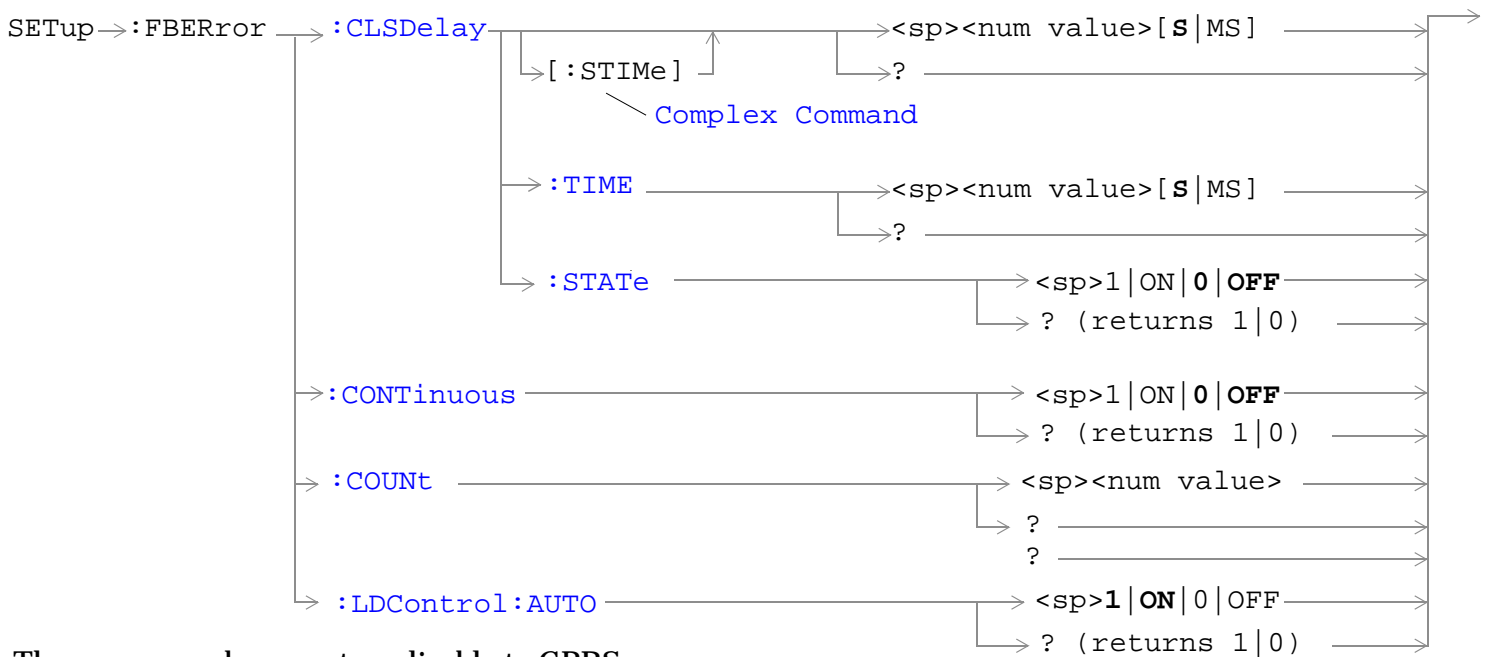 SETup :FBERror :CLSDelay <sp><num value>[S|MS]
[:STIMe] ?
Complex Command
:TIME <sp><num value>[S|MS]
?
:STATe <sp>1|ON|0|OFF
? (returns 1|0)
:CONTinuous <sp>1|ON|0|OFF
? (returns 1|0)
:COUNt <sp><num value>
?
?
:LDControl:AUTO <sp>1|ON|0|OFF
? (returns 1|0)